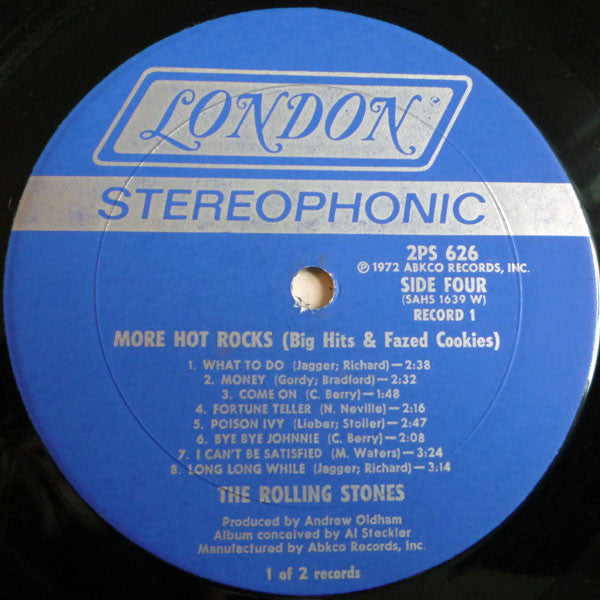 LONDON
STEREOPHONIC
2PS 626
℗ 1972 ABKCO RECORDS, INC.
SIDE FOUR
(SAHS 1639 W)
RECORD 1
MORE HOT ROCKS (Big Hits & Fazed Cookies)
1. WHAT TO DO (Jagger; Richard)—2:38
2. MONEY (Gordy; Bradford)—2:32
3. COME ON (C. Berry)—1:48
4. FORTUNE TELLER (N. Neville)—2:16
5. POISON IVY (Lieber; Stoller)—2:47
6. BYE BYE JOHNNIE (C. Berry)—2:08
7. I CAN'T BE SATISFIED (M. Waters)—3:24
8. LONG LONG WHILE (Jagger; Richard)—3:14
THE ROLLING STONES
Produced by Andrew Oldham
Album conceived by Al Steckler
Manufactured by Abkco Records, Inc.
1 of 2 records